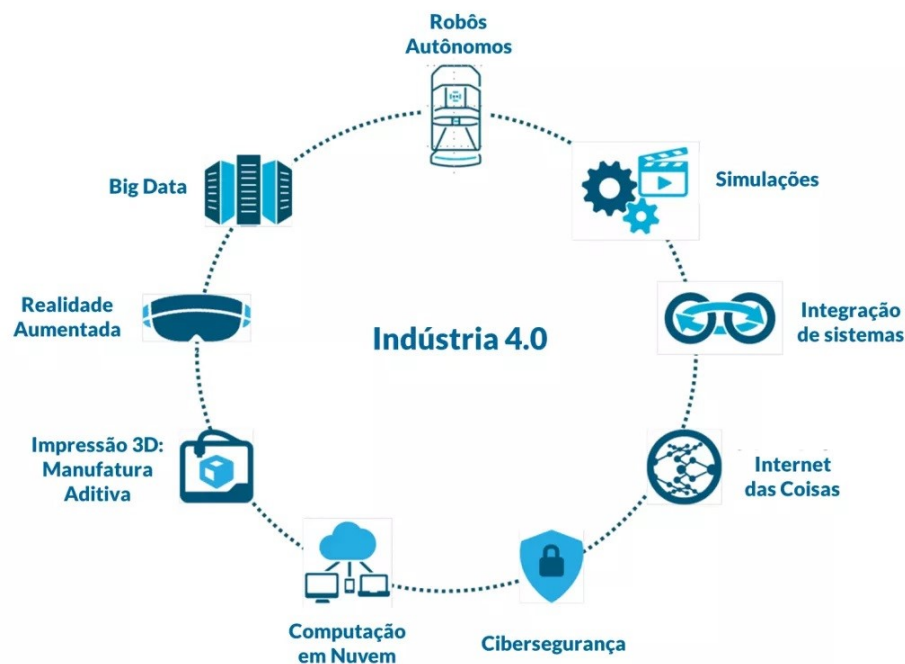 Robôs
Autônomos
Big Data
Simulações
Realidade
Aumentada
Indústria 4.0
Integração
de sistemas
Impressão 3D:
Manufatura
Aditiva
Internet
das Coisas
Computação
em Nuvem
Cibersegurança